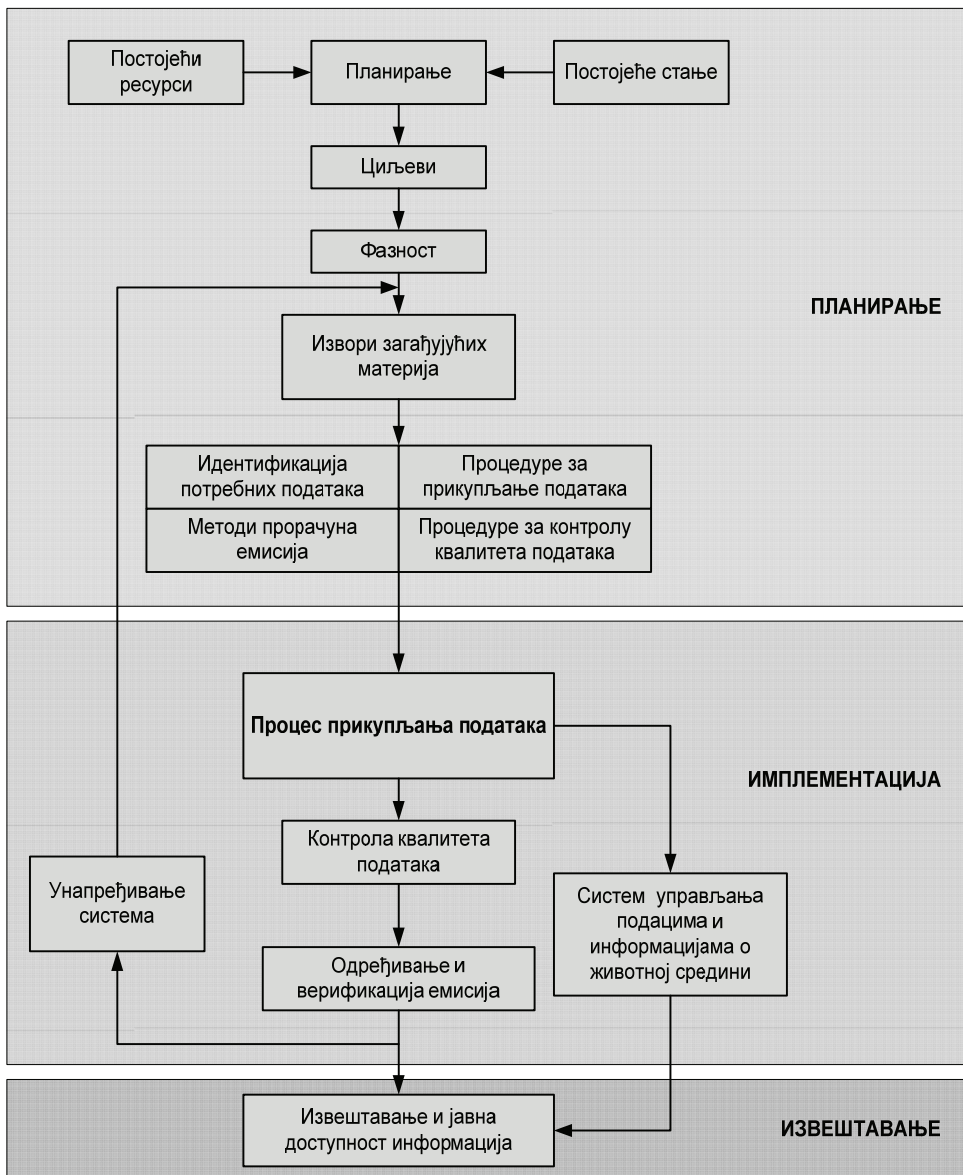 Постојећи
ресурси
Планирање
Постојеће стање
Циљеви
Фазност
ПЛАНИРАЊЕ
Извори загађујућих
материја
Идентификација
потребних података
Процедуре за
прикупљање података
Методи прорачуна
емисија
Процедуре за контролу
квалитета података
Процес прикупљања података
ИМПЛЕМЕНТАЦИЈА
Контрола квалитета
података
Унапређивање
система
Систем управљања
подацима и
информацијама о
животној средини
Одређивање и
верификација емисија
Извештавање и јавна
доступност информација
ИЗВЕШТАВАЊЕ